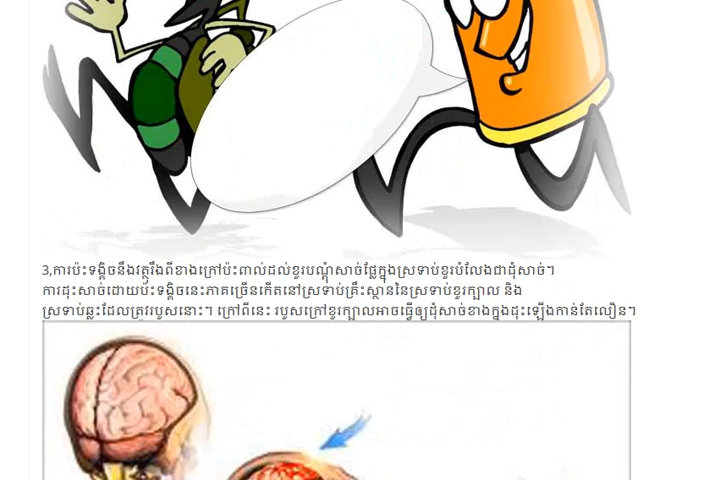 3,ការប៉ះទង្គិចនឹងវត្ថុរឹងពីខាងក្រៅប៉ះពាល់ដល់ខួរបណ្ដុំសាច់ផ្លែក្នុងស្រទាប់ខួរបំលែងជាដុំសាច់។
ការដុះសាច់ដោយប៉ះទង្គិចនេះភាគច្រើនកើតនៅស្រទាប់គ្រឹះស្ថាននៃស្រទាប់ខួរក្បាល និង
ស្រទាប់ឆ្លុះដែលត្រូវរបួសនោះ។ ក្រៅពីនេះ របួសក្រៅខួរក្បាលអាចធ្វើឲ្យដុំសាច់ខាងក្នុងដុះឡើងកាន់តែលឿន។